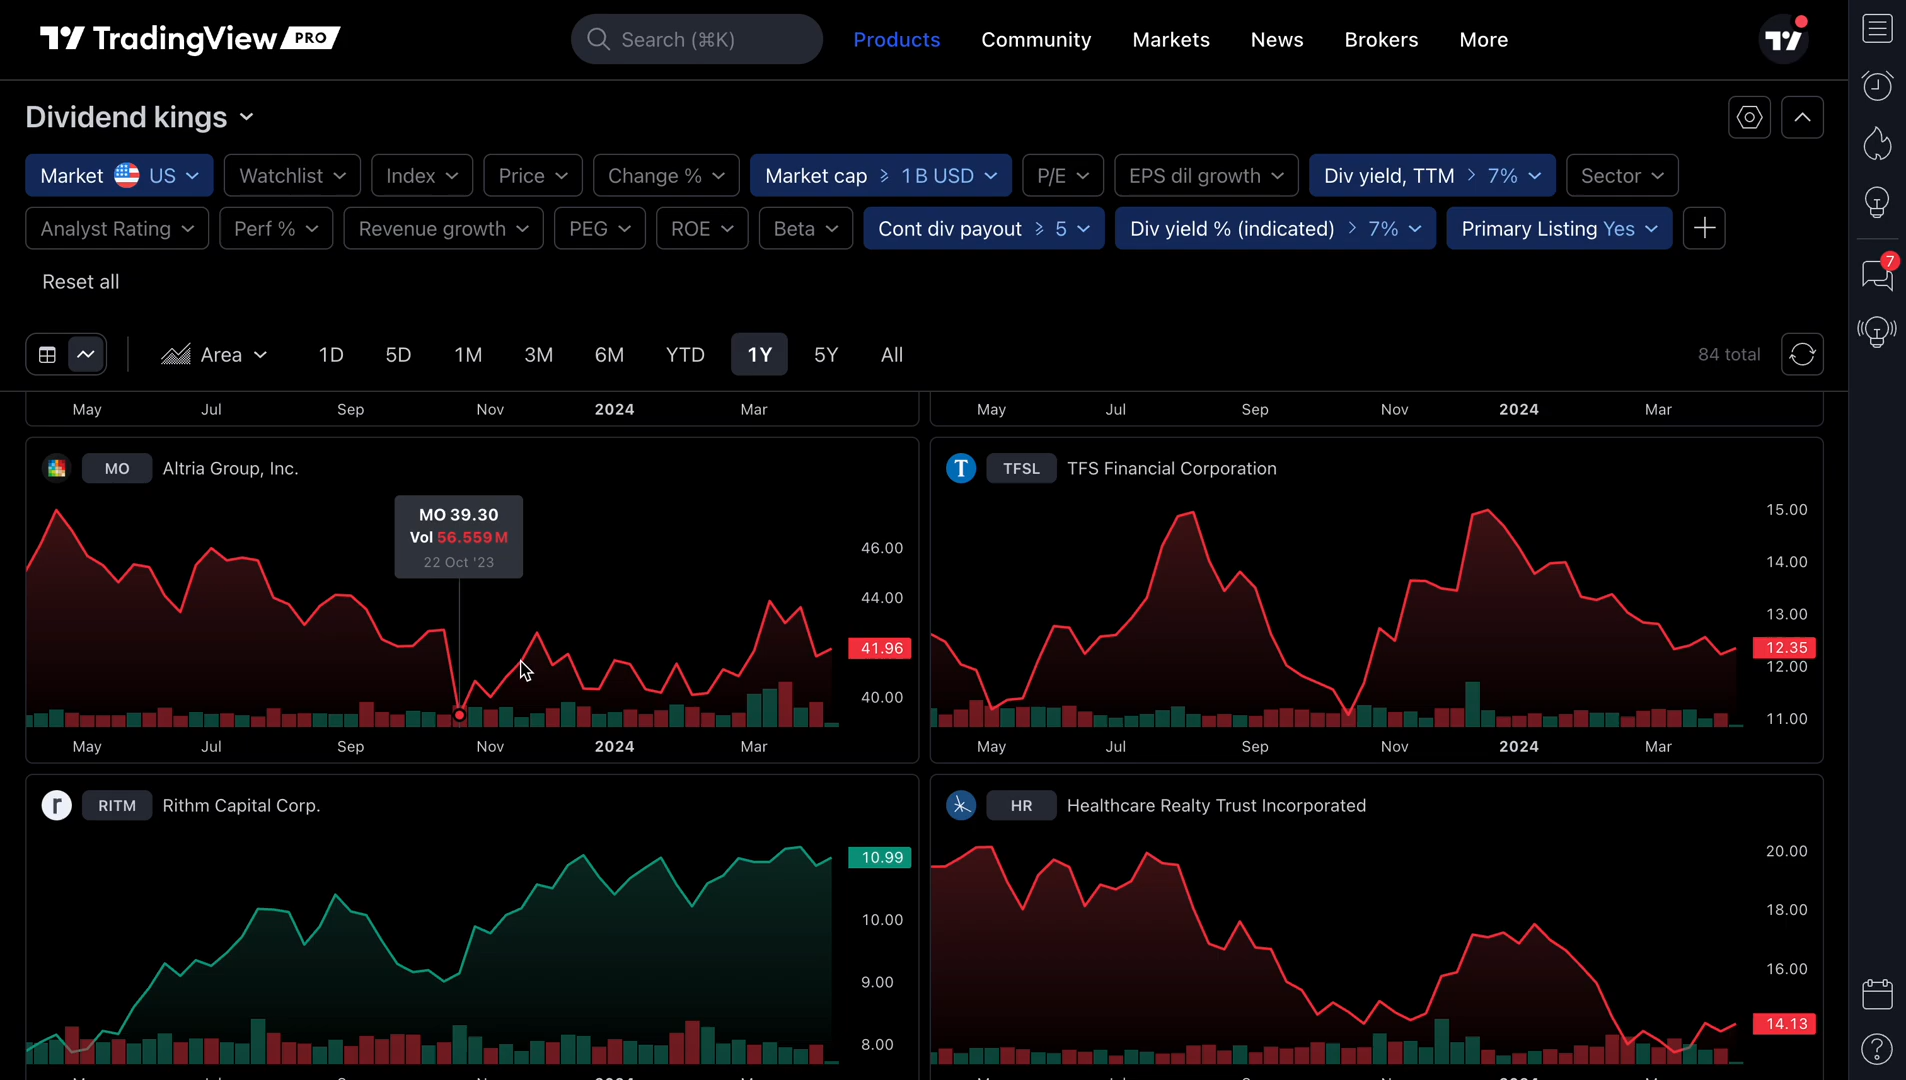 TradingView PRO
Search (⌘K)
Products Community Markets News Brokers More
Dividend kings
Market US Watchlist Index Price Change % Market cap ≥ 1 B USD P/E EPS dil growth Div yield, TTM > 7% Sector
Analyst Rating Perf % Revenue growth PEG ROE Beta Cont div payout ≥ 5 Div yield % (indicated) > 7% Primary Listing Yes
7
Reset all
Area 1D 5D 1M 3M 6M YTD 1Y 5Y All 84 total
May Jul Sep Nov 2024 Mar
May Jul Sep Nov 2024 Mar
MO Altria Group, Inc.
MO 39.30
Vol 56.559 M
22 Oct '23
46.00
44.00
41.96
40.00
May Jul Sep Nov 2024 Mar
T TFSL TFS Financial Corporation
15.00
14.00
13.00
12.35
12.00
11.00
May Jul Sep Nov 2024 Mar
r RITM Rithm Capital Corp.
10.99
10.00
9.00
8.00
HR Healthcare Realty Trust Incorporated
20.00
18.00
16.00
14.13